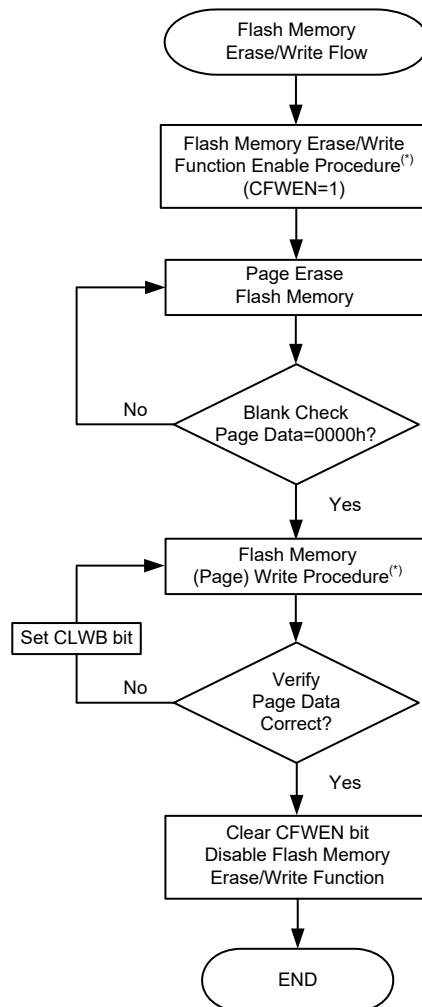 Flash Memory
Erase/Write Flow
Flash Memory Erase/Write
Function Enable Procedure(*)
(CFWEN=1)
Page Erase
Flash Memory
No
Blank Check
Page Data=0000h?
Yes
Flash Memory
(Page) Write Procedure(*)
Set CLWB bit
No
Verify
Page Data
Correct?
Yes
Clear CFWEN bit
Disable Flash Memory
Erase/Write Function
END